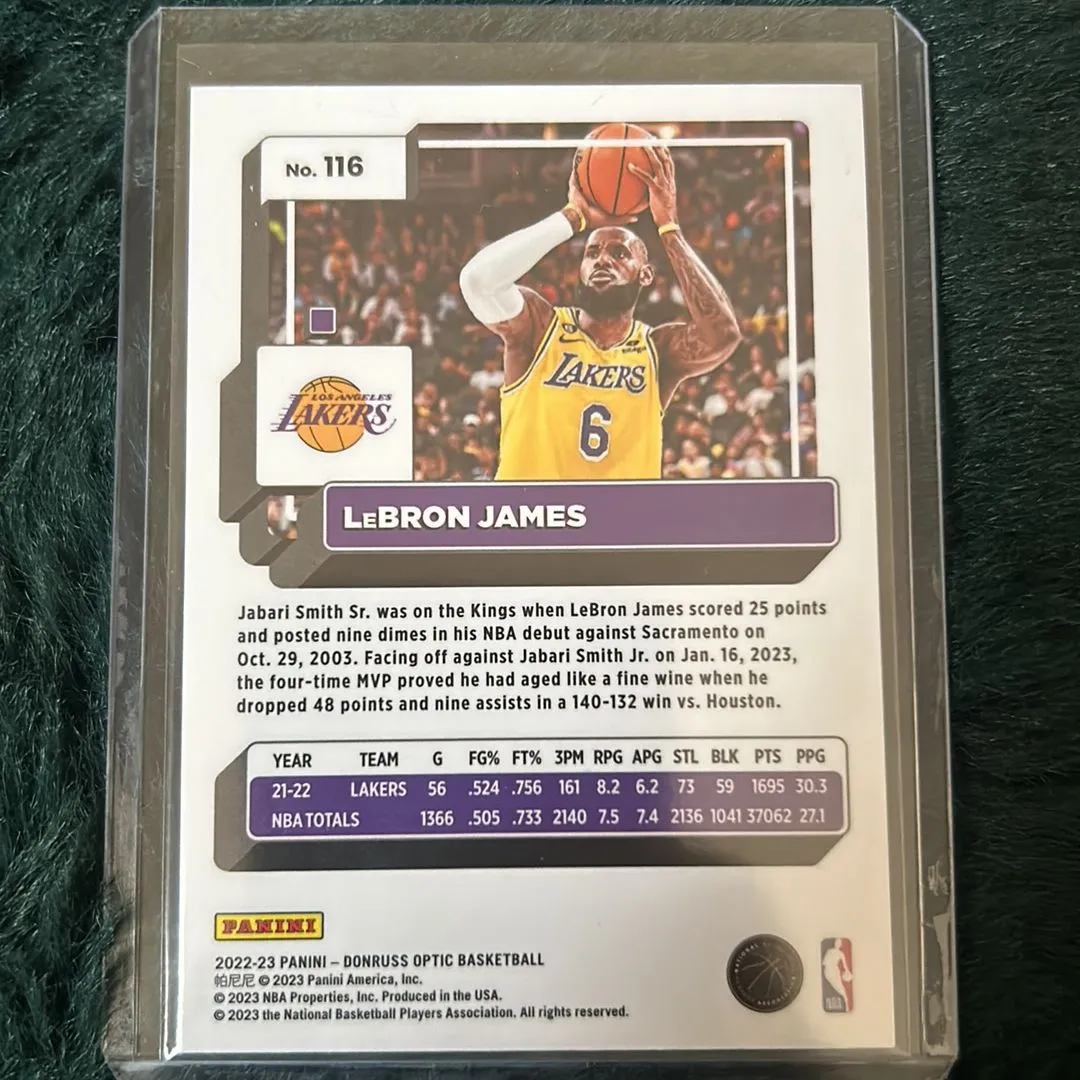 No. 116
LAKERS
6
LOS ANGELES
LAKERS
LeBRON JAMES
Jabari Smith Sr. was on the Kings when LeBron James scored 25 points
and posted nine dimes in his NBA debut against Sacramento on
Oct. 29, 2003. Facing off against Jabari Smith Jr. on Jan. 16, 2023,
the four-time MVP proved he had aged like a fine wine when he
dropped 48 points and nine assists in a 140-132 win vs. Houston.
YEAR TEAM G FG% FT% 3PM RPG APG STL BLK PTS PPG
21-22 LAKERS 56 .524 .756 161 8.2 6.2 73 59 1695 30.3
NBA TOTALS 1366 .505 .733 2140 7.5 7.4 2136 1041 37062 27.1
PANINI
2022-23 PANINI – DONRUSS OPTIC BASKETBALL
帕尼尼 © 2023 Panini America, Inc.
© 2023 NBA Properties, Inc. Produced in the USA.
© 2023 the National Basketball Players Association. All rights reserved.
NBA